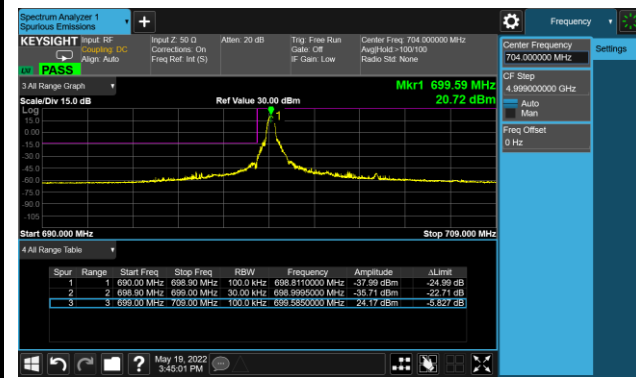 Spectrum Analyzer 1
Spurious Emissions
Frequency
KEYSIGHT Input: RF
Coupling: DC
Align: Auto
Input Z: 50 Ω
Corrections: On
Freq Ref: Int (S)
Atten: 20 dB
Trig: Free Run
Gate: Off
IF Gain: Low
Center Freq: 704.000000 MHz
Avg|Hold:>100/100
Radio Std: None
PASS
3 All Range Graph
Mkr1 699.59 MHz
20.72 dBm
Scale/Div 15.0 dB
Ref Value 30.00 dBm
Log
15.0
0.00
-15.0
-30.0
-45.0
-60.0
-75.0
-90.0
-105
1
Start 690.000 MHz
Stop 709.000 MHz
4 All Range Table
Spur Range Start Freq Stop Freq RBW Frequency Amplitude ΔLimit
1 1 690.00 MHz 698.90 MHz 100.0 kHz 698.8110000 MHz -37.99 dBm -24.99 dB
2 2 698.90 MHz 699.00 MHz 30.00 kHz 698.9995000 MHz -35.71 dBm -22.71 dB
3 3 699.00 MHz 709.00 MHz 100.0 kHz 699.5850000 MHz 24.17 dBm -5.827 dB
Center Frequency
704.000000 MHz
Settings
CF Step
4.999000000 GHz
Auto
Man
Freq Offset
0 Hz
May 19, 2022
3:45:01 PM